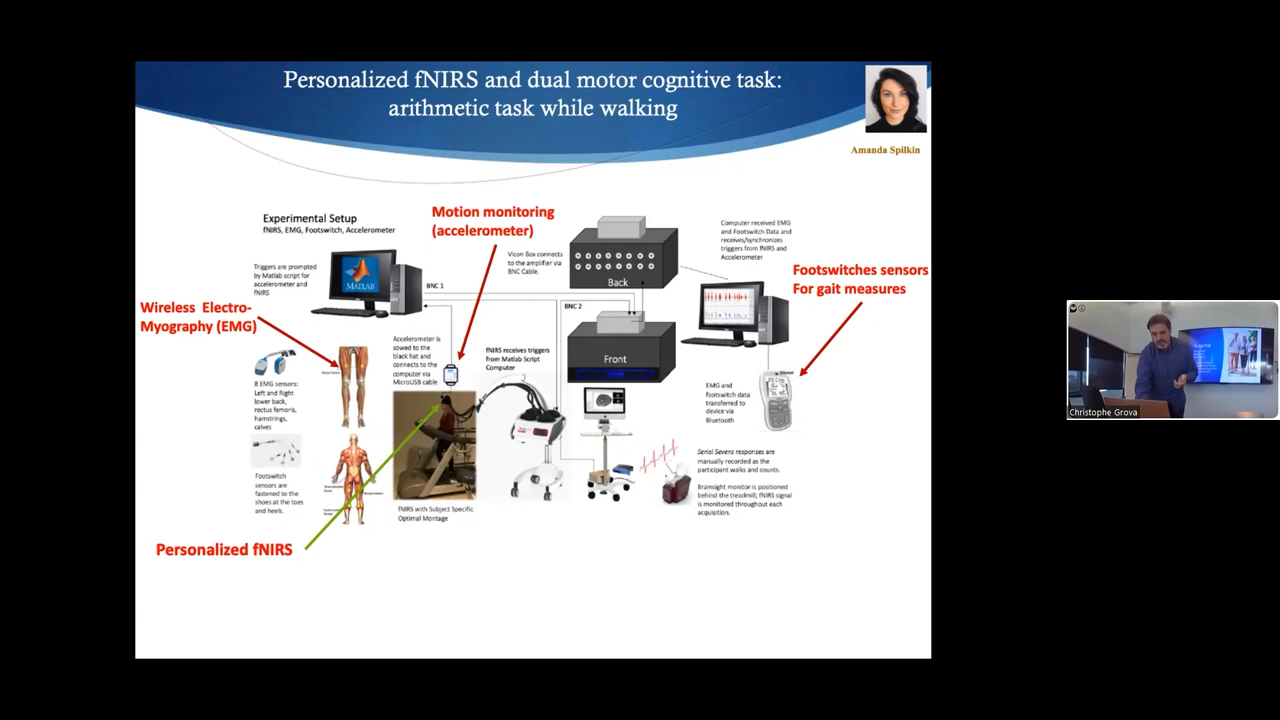 Personalized fNIRS and dual motor cognitive task:
arithmetic task while walking
Amanda Spilkin
Experimental Setup
fNIRS, EMG, Footswitch, Accelerometer
Motion monitoring
(accelerometer)
Triggers are prompted
by Matlab script for
accelerometer and
fNIRS
MATLAB
BNC 1
Vicon Box connects
to the amplifier via
BNC Cable.
Back
BNC 2
Front
Computer received EMG
and Footswitch Data and
receives/synchronizes
triggers from fNIRS and
Accelerometer
Footswitches sensors
For gait measures
Wireless Electro-
Myography (EMG)
Accelerometer is
sowed to the
black hat and
connects to the
computer via
MicroUSB cable
fNIRS receives triggers
from Matlab Script
Computer
8 EMG sensors:
Left and Right
lower back,
rectus femoris,
hamstrings,
calves
EMG and
footswitch data
transferred to
device via
Bluetooth
Footswitch
sensors are
fastened to the
shoes at the toes
and heels.
fNIRS with Subject Specific
Optimal Montage
Serial Sevens responses are
manually recorded as the
participant walks and counts.
Brainsight monitor is positioned
behind the treadmill; fNIRS signal
is monitored throughout each
acquisition.
Personalized fNIRS
Christophe Grova